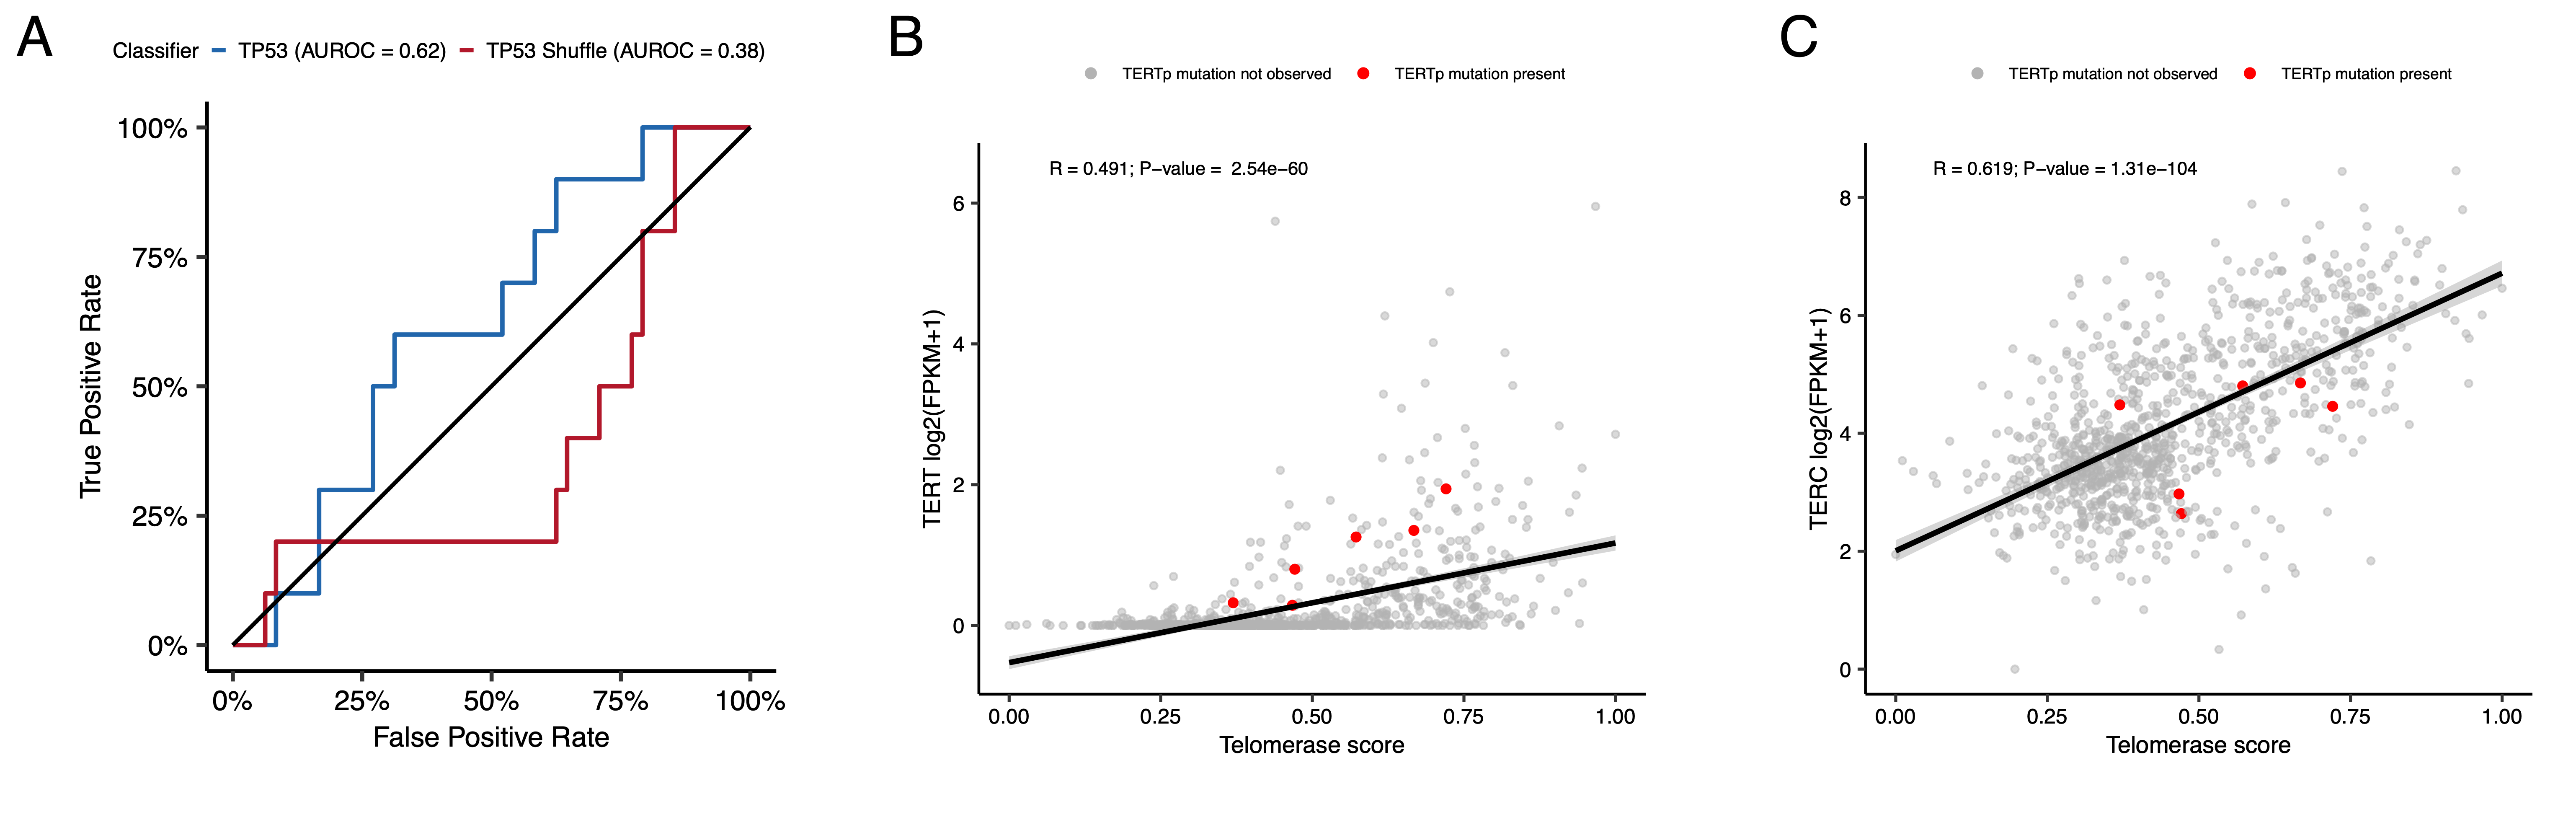 A
Classifier TP53 (AUROC = 0.62) TP53 Shuffle (AUROC = 0.38)
100%
75%
50%
25%
0%
True Positive Rate
0% 25% 50% 75% 100%
False Positive Rate
B
TERTp mutation not observed TERTp mutation present
R = 0.491; P−value = 2.54e−60
6
4
2
0
TERT log2(FPKM+1)
0.00 0.25 0.50 0.75 1.00
Telomerase score
C
TERTp mutation not observed TERTp mutation present
R = 0.619; P−value = 1.31e−104
8
6
4
2
0
TERC log2(FPKM+1)
0.00 0.25 0.50 0.75 1.00
Telomerase score